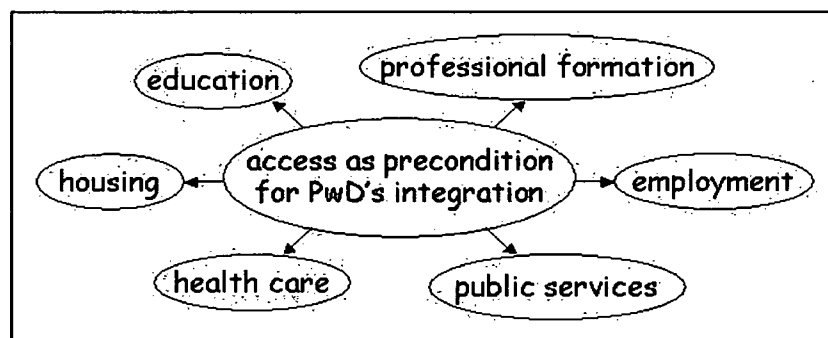 education
professional formation
access as precondition
for PwD's integration
housing
employment
health care
public services